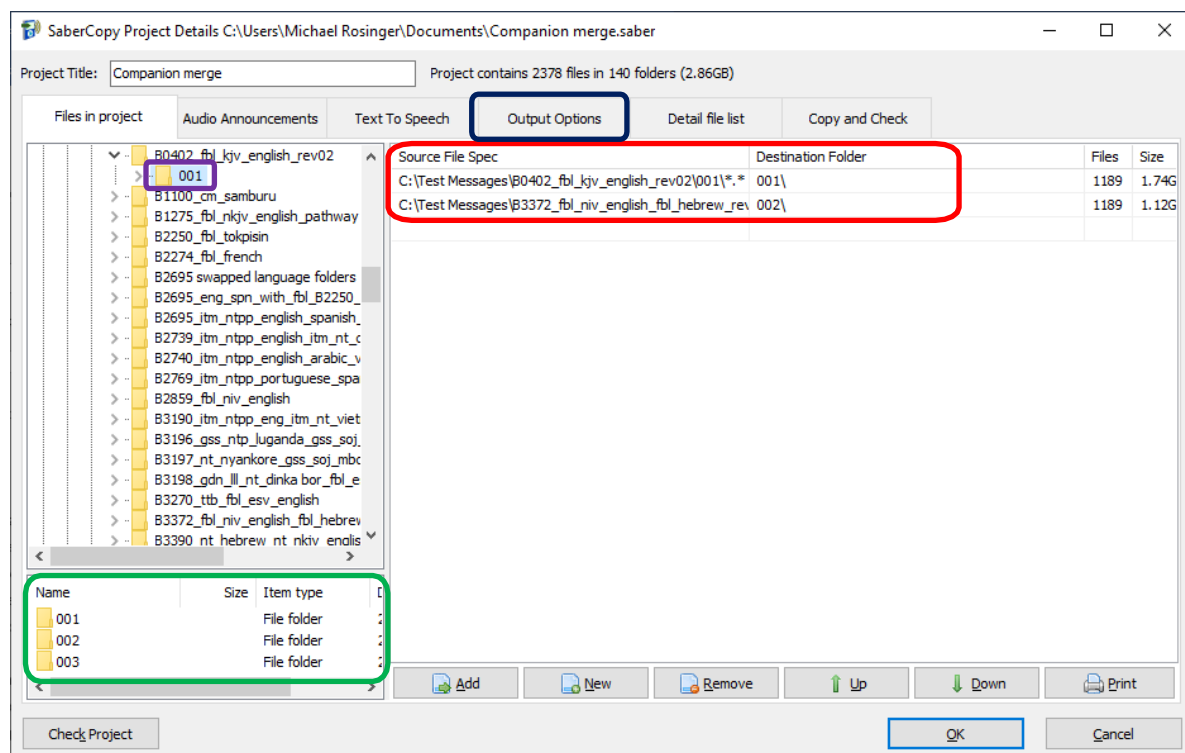 SaberCopy Project Details C:\Users\Michael Rosinger\Documents\Companion merge.saber
Project Title: Companion merge Project contains 2378 files in 140 folders (2.86GB)
Files in project Audio Announcements Text To Speech Output Options Detail file list Copy and Check
B0402_fbl_kjv_english_rev02
001
B1100_cm_samburu
B1275_fbl_nkjv_english_pathway
B2250_fbl_tokpisin
B2274_fbl_french
B2695 swapped language folders
B2695_eng_spn_with_fbl_B2250_
B2695_itm_ntpp_english_spanish_
B2739_itm_ntpp_english_itm_nt_c
B2740_itm_ntpp_english_arabic_v
B2769_itm_ntpp_portuguese_spa
B2859_fbl_niv_english
B3190_itm_ntpp_eng_itm_nt_viet
B3196_gss_ntp_luganda_gss_soj_
B3197_nt_nyankore_gss_soj_mbc
B3198_gdn_lll_nt_dinka bor_fbl_e
B3270_ttb_fbl_esv_english
B3372_fbl_niv_english_fbl_hebrew
B3390_nt_hebrew_nt_nkjv_englis
Source File Spec Destination Folder Files Size
C:\Test Messages\B0402_fbl_kjv_english_rev02\001\*.* 001\ 1189 1.74G
C:\Test Messages\B3372_fbl_niv_english_fbl_hebrew_rev 002\ 1189 1.12G
Name Size Item type
001 File folder
002 File folder
003 File folder
Add New Remove Up Down Print
Check Project OK Cancel